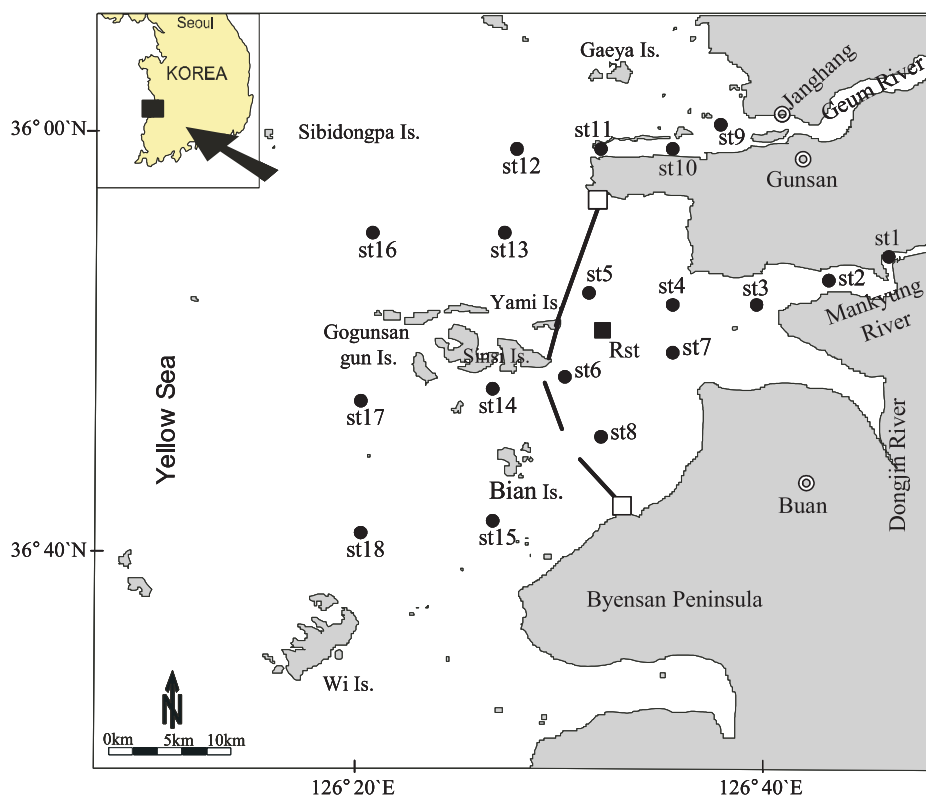 Seoul
KOREA
Gaeya Is.
Janghang
Geum River
36°00`N
Sibidongpa Is.
st11
st9
st12
st10
Gunsan
st16
st13
st1
st5
st4
st3
st2
Yami Is.
Mankyung
River
Gogunsan
gun Is.
Sinsi Is.
Rst
st7
st6
st14
st17
Yellow Sea
st8
Dongjin River
Bian Is.
Buan
st15
st18
36°40`N
Byensan Peninsula
Wi Is.
N
0km 5km 10km
126°20`E
126°40`E